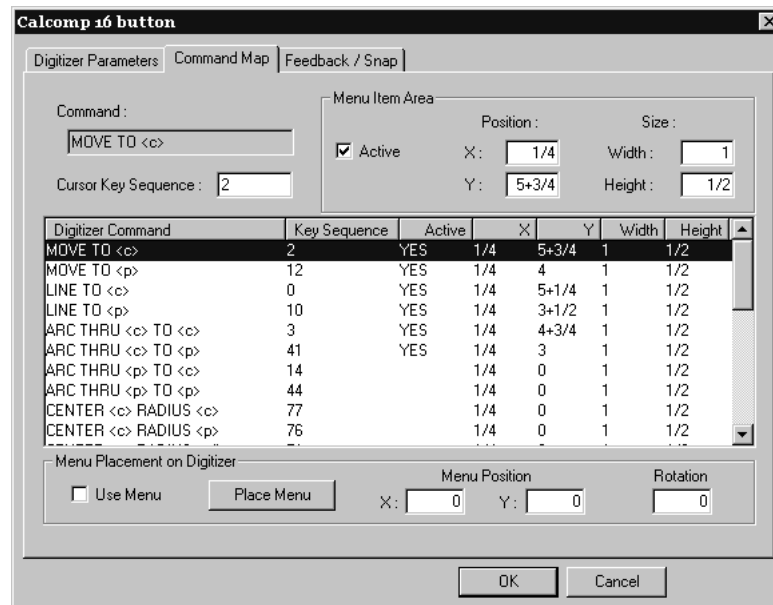 Calcomp 16 button
Digitizer Parameters Command Map Feedback / Snap
Menu Item Area
Command :
MOVE TO <c>
Cursor Key Sequence : 2
Active
Position :
Size :
X : 1/4
Width : 1
Y : 5+3/4
Height : 1/2
Digitizer Command Key Sequence Active X Y Width Height
MOVE TO <c> 2 YES 1/4 5+3/4 1 1/2
MOVE TO <p> 12 YES 1/4 4 1 1/2
LINE TO <c> 0 YES 1/4 5+1/4 1 1/2
LINE TO <p> 10 YES 1/4 3+1/2 1 1/2
ARC THRU <c> TO <c> 3 YES 1/4 4+3/4 1 1/2
ARC THRU <c> TO <p> 41 YES 1/4 3 1 1/2
ARC THRU <p> TO <c> 14 1/4 0 1 1/2
ARC THRU <p> TO <p> 44 1/4 0 1 1/2
CENTER <c> RADIUS <c> 77 1/4 0 1 1/2
CENTER <c> RADIUS <p> 76 1/4 0 1 1/2
Menu Placement on Digitizer
Use Menu
Place Menu
Menu Position
X : 0 Y : 0
Rotation
0
OK Cancel